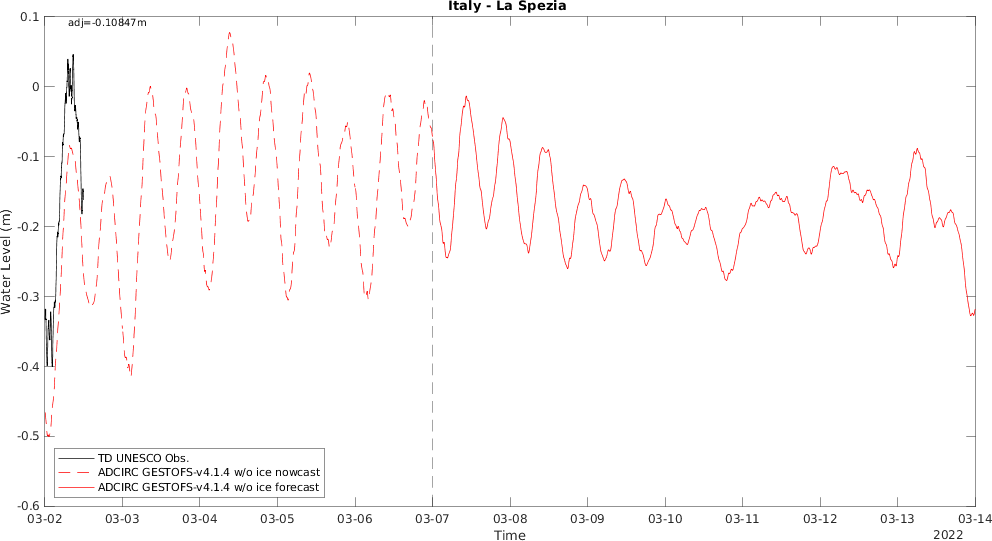 Italy - La Spezia
adj=-0.10847m
0.1
0
-0.1
-0.2
-0.3
-0.4
-0.5
-0.6
Water Level (m)
TD UNESCO Obs.
ADCIRC GESTOFS-v4.1.4 w/o ice nowcast
ADCIRC GESTOFS-v4.1.4 w/o ice forecast
03-02 03-03 03-04 03-05 03-06 03-07 03-08 03-09 03-10 03-11 03-12 03-13 03-14
Time
2022